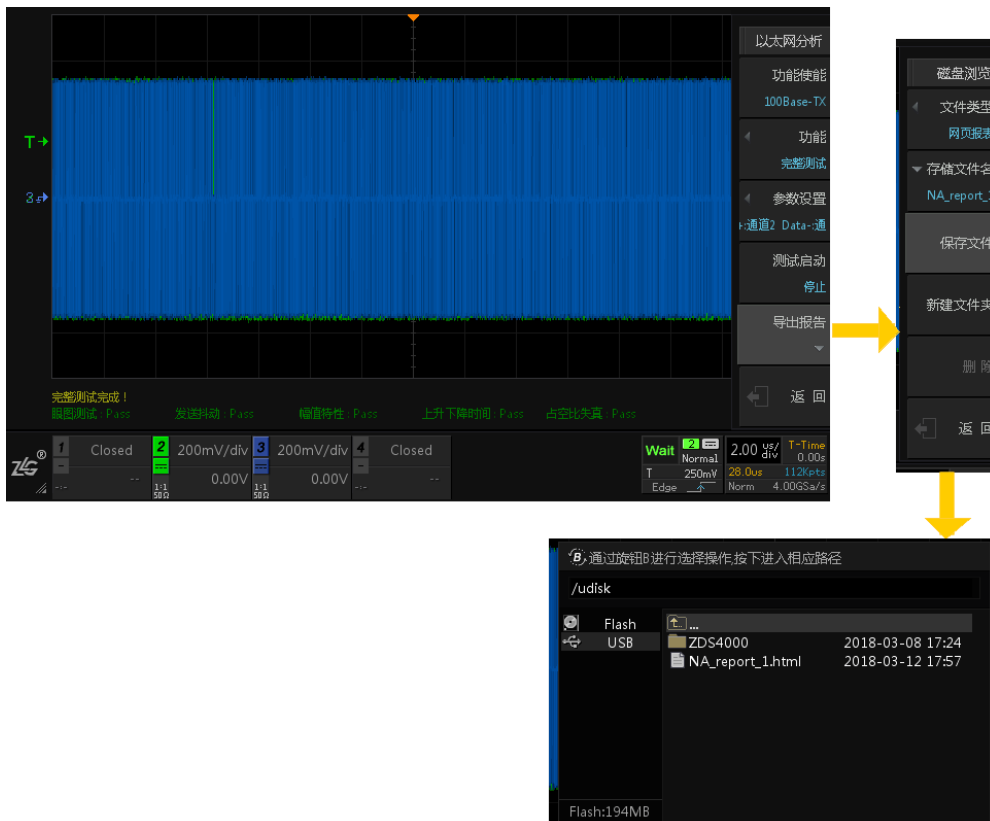 以太网分析
功能使能
100Base-TX
功能
完整测试
参数设置
+:通道2 Data-:通
测试启动
停止
导出报告
返 回
T
3
完整测试完成！
眼图测试 : Pass 发送抖动 : Pass 幅值特性 : Pass 上升下降时间 : Pass 占空比失真 : Pass
ZLG®
1 Closed -- -:-
2 200mV/div 0.00V 1:1 50Ω
3 200mV/div 0.00V 1:1 50Ω
4 Closed -- -:-
Wait 2 Normal
T 250mV
Edge
2.00 us/div T-Time 0.00s
28.0us 112Kpts
Norm 4.00GSa/s
磁盘浏览
文件类型
网页报表
存储文件名
NA_report_
保存文件
新建文件夹
删 除
返 回
B 通过旋钮B进行选择操作,按下进入相应路径
/udisk
Flash
USB
...
ZDS4000 2018-03-08 17:24
NA_report_1.html 2018-03-12 17:57
Flash:194MB